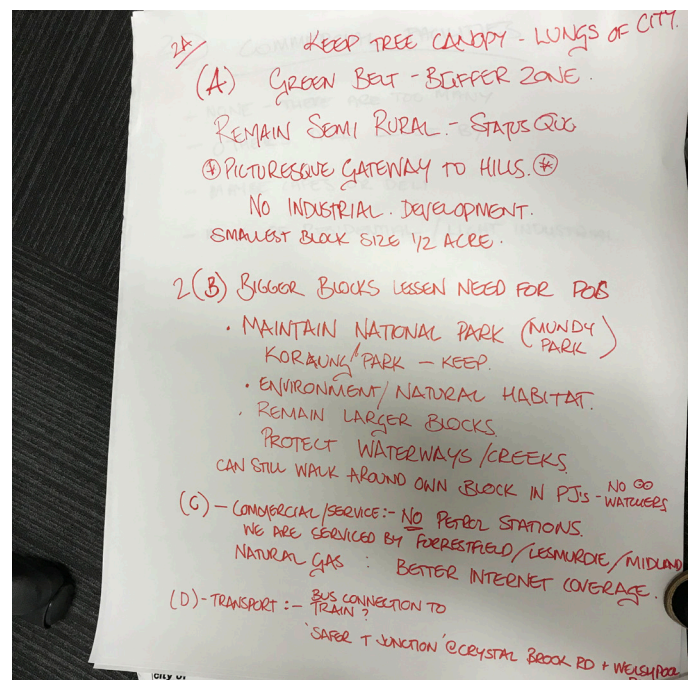 2A/ KEEP TREE CANOPY - LUNGS OF CITY.
(A) GREEN BELT - BUFFER ZONE.
REMAIN SEMI RURAL. - STATUS QUO
* PICTURESQUE GATEWAY TO HILLS. *
NO INDUSTRIAL. DEVELOPMENT.
SMALLEST BLOCK SIZE 1/2 ACRE.
2(B) BIGGER BLOCKS LESSEN NEED FOR POS
• MAINTAIN NATIONAL PARK (MUNDY PARK)
KORAUNG/PARK - KEEP.
• ENVIRONMENT/NATURAL HABITAT.
• REMAIN LARGER BLOCKS
PROTECT WATERWAYS/CREEKS
CAN STILL WALK AROUND OWN BLOCK IN PJ's - NO GO WATCHERS
(C) - COMMERCIAL/SERVICE:- NO PETROL STATIONS.
WE ARE SERVICED BY FORRESTFIELD/LESMURDIE/MIDLAND
NATURAL GAS : BETTER INTERNET COVERAGE.
(D) - TRANSPORT :- BUS CONNECTION TO TRAIN?
'SAFER T JUNCTION' @ CRYSTAL BROOK RD + WELSHPOOL
City of